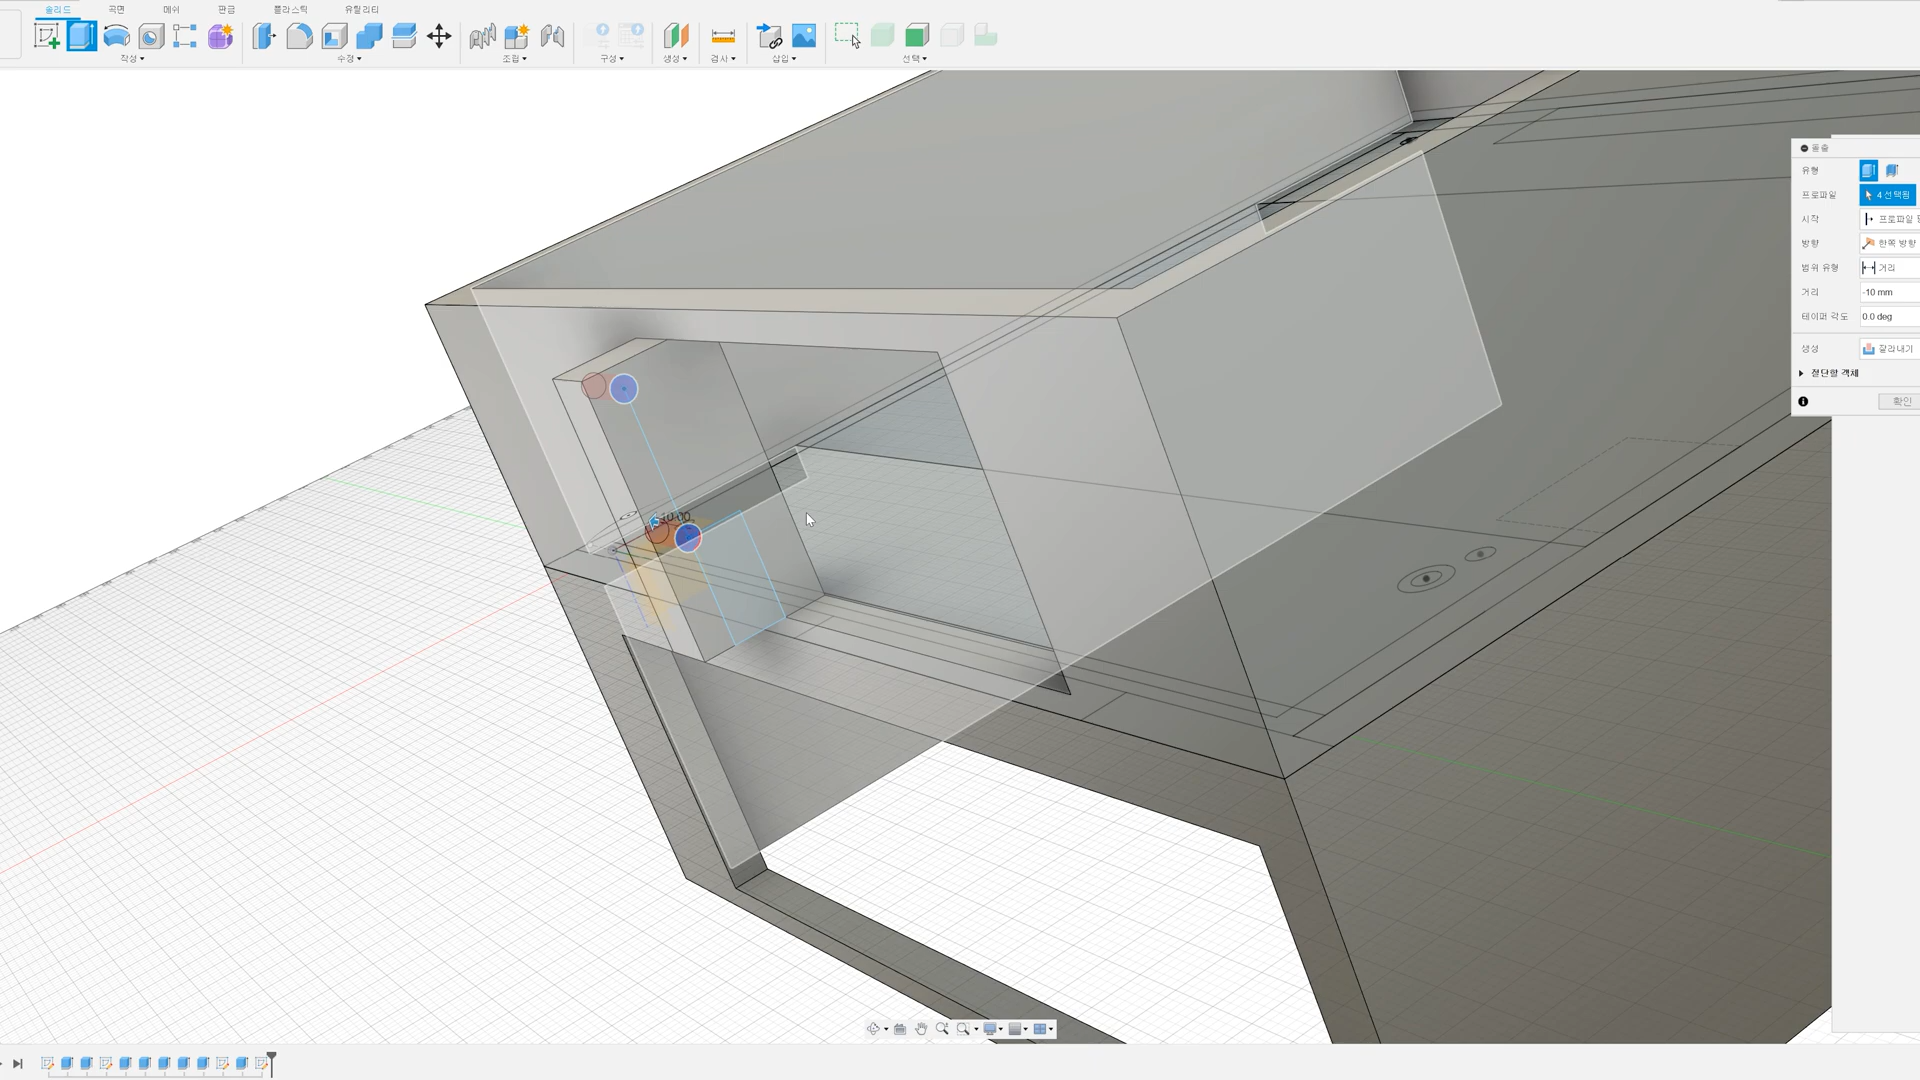 솔리드 곡면 메쉬 판금 플라스틱 유틸리티
작성 수정 조립 구성 생성 검사 삽입 선택
돌출
유형
프로파일 4 선택됨
시작 프로파일
방향 한쪽 방향
범위 유형 거리
거리 -10 mm
테이퍼 각도 0.0 deg
생성 잘라내기
절단할 객체
확인